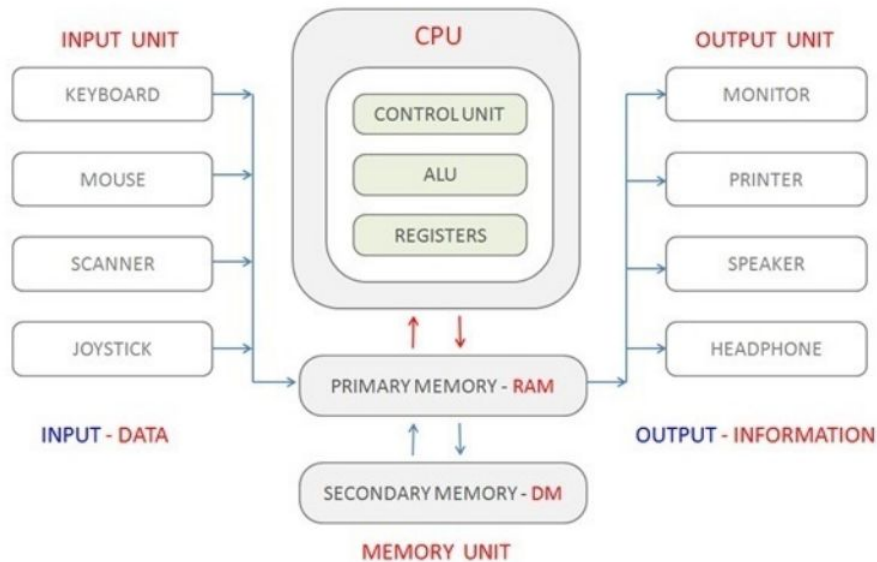 INPUT UNIT
KEYBOARD
MOUSE
SCANNER
JOYSTICK
INPUT - DATA
CPU
CONTROL UNIT
ALU
REGISTERS
PRIMARY MEMORY - RAM
SECONDARY MEMORY - DM
MEMORY UNIT
OUTPUT UNIT
MONITOR
PRINTER
SPEAKER
HEADPHONE
OUTPUT - INFORMATION